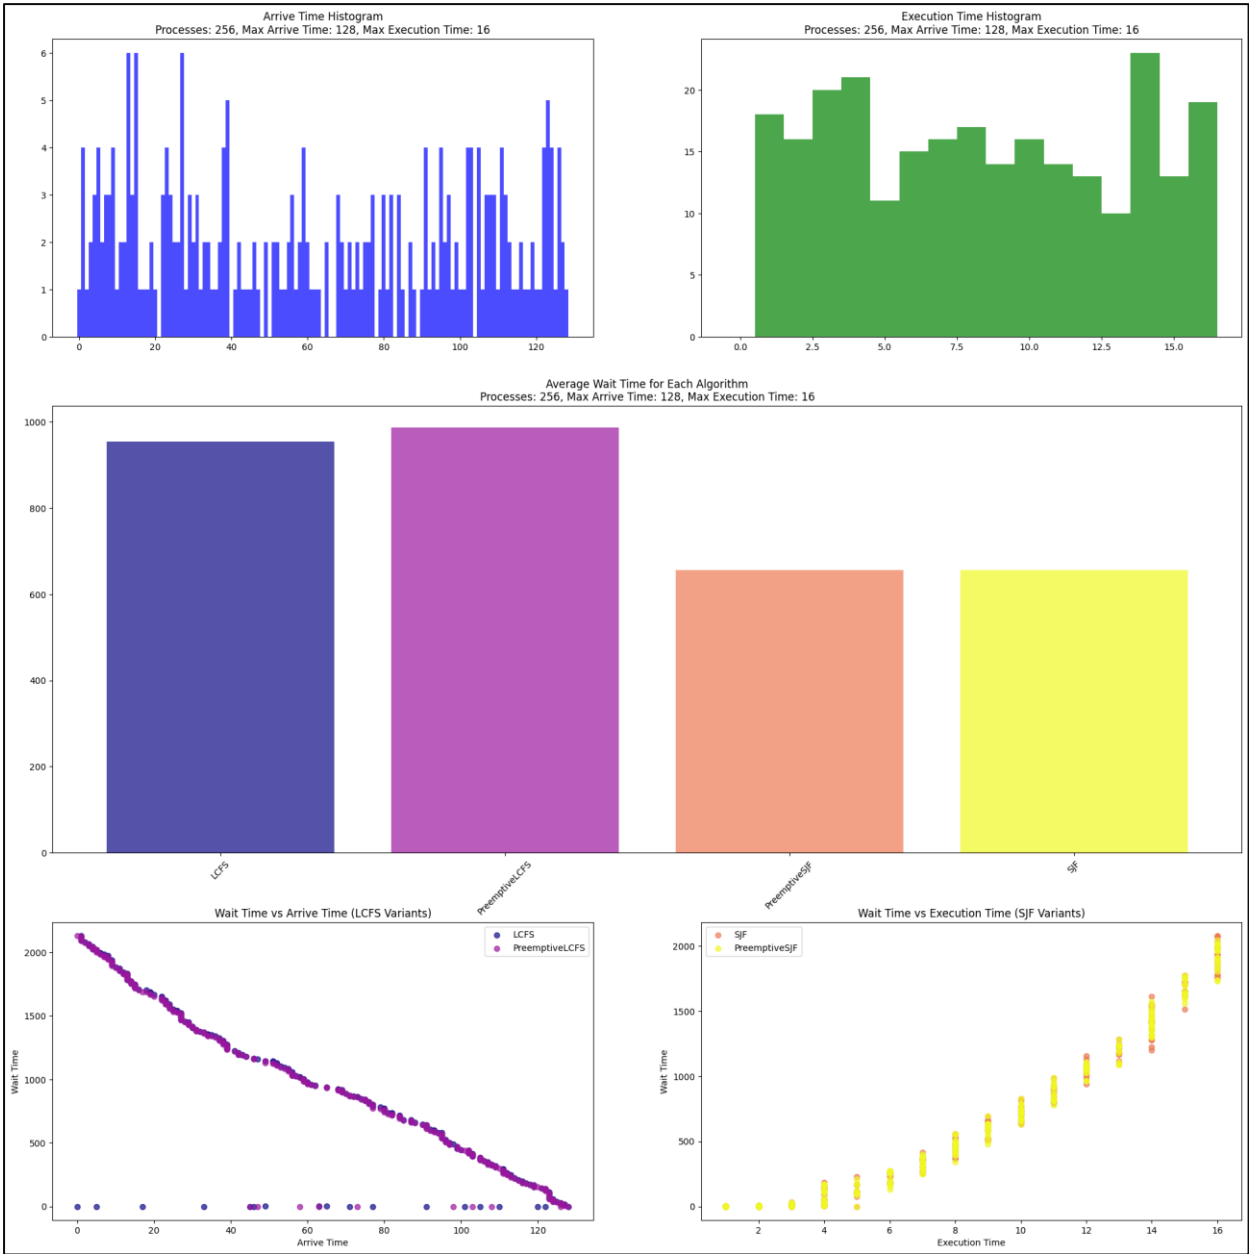 Arrive Time Histogram
Processes: 256, Max Arrive Time: 128, Max Execution Time: 16
6
5
4
3
2
1
0
0 20 40 60 80 100 120
Execution Time Histogram
Processes: 256, Max Arrive Time: 128, Max Execution Time: 16
20
15
10
5
0
0.0 2.5 5.0 7.5 10.0 12.5 15.0
Average Wait Time for Each Algorithm
Processes: 256, Max Arrive Time: 128, Max Execution Time: 16
1000
800
600
400
200
0
LCFS
PreemptiveLCFS
PreemptiveSJF
SJF
Wait Time vs Arrive Time (LCFS Variants)
LCFS
PreemptiveLCFS
Wait Time
2000
1500
1000
500
0
0 20 40 60 80 100 120
Arrive Time
Wait Time vs Execution Time (SJF Variants)
SJF
PreemptiveSJF
Wait Time
2000
1500
1000
500
0
2 4 6 8 10 12 14 16
Execution Time